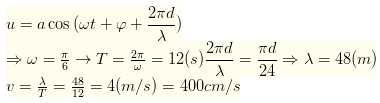 u = a cos (ωt + φ + 2πd/λ)
⇒ ω = π/6 → T = 2π/ω = 12(s) 2πd/λ = πd/24 ⇒ λ = 48(m)
v = λ/T = 48/12 = 4(m/s) = 400cm/s